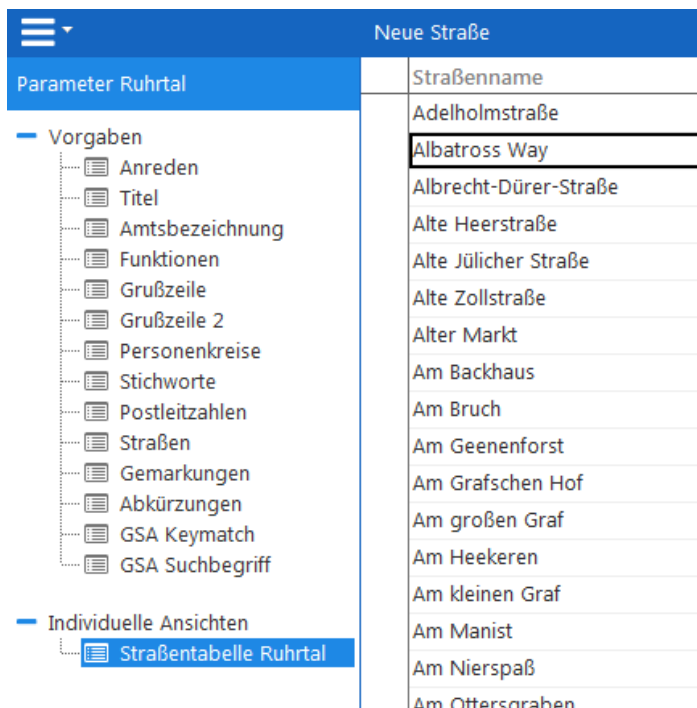 Neue Straße
Parameter Ruhrtal
Vorgaben
Anreden
Titel
Amtsbezeichnung
Funktionen
Grußzeile
Grußzeile 2
Personenkreise
Stichworte
Postleitzahlen
Straßen
Gemarkungen
Abkürzungen
GSA Keymatch
GSA Suchbegriff
Individuelle Ansichten
Straßentabelle Ruhrtal
Straßenname
Adelholmstraße
Albatross Way
Albrecht-Dürer-Straße
Alte Heerstraße
Alte Jülicher Straße
Alte Zollstraße
Alter Markt
Am Backhaus
Am Bruch
Am Geenenforst
Am Grafschen Hof
Am großen Graf
Am Heekeren
Am kleinen Graf
Am Manist
Am Nierspaß
Am Ottersgraben